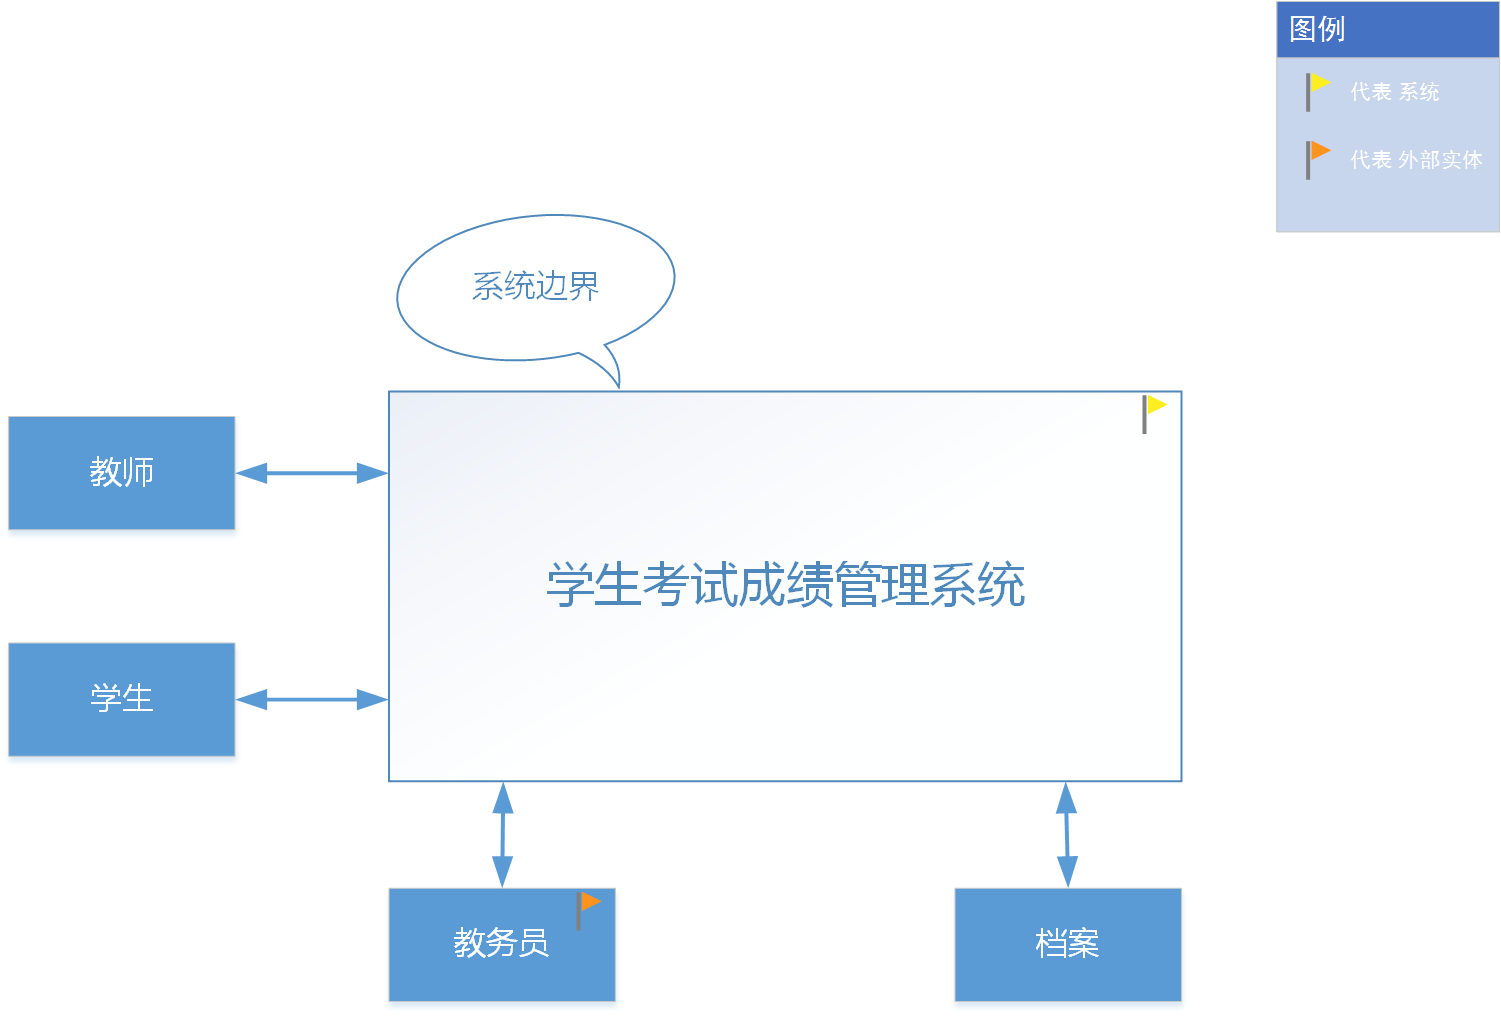 图例
代表 系统
代表 外部实体
系统边界
教师
学生考试成绩管理系统
学生
教务员
档案